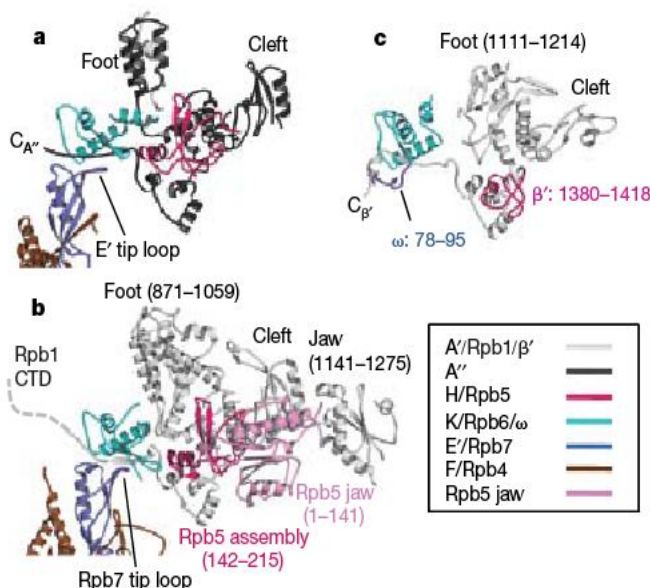 a
Foot
Cleft
C_A″
E′ tip loop
c
Foot (1111–1214)
Cleft
C_β′
β′: 1380–1418
ω: 78–95
b
Foot (871–1059)
Rpb1
CTD
Cleft
Jaw
(1141–1275)
Rpb5 jaw
(1–141)
Rpb5 assembly
(142–215)
Rpb7 tip loop
A′/Rpb1/β′
A″
H/Rpb5
K/Rpb6/ω
E′/Rpb7
F/Rpb4
Rpb5 jaw